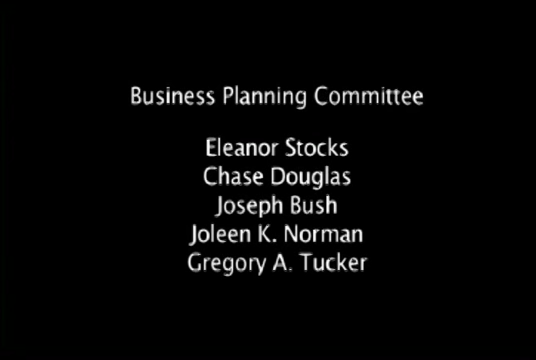 Business Planning Committee
Eleanor Stocks
Chase Douglas
Joseph Bush
Joleen K. Norman
Gregory A. Tucker